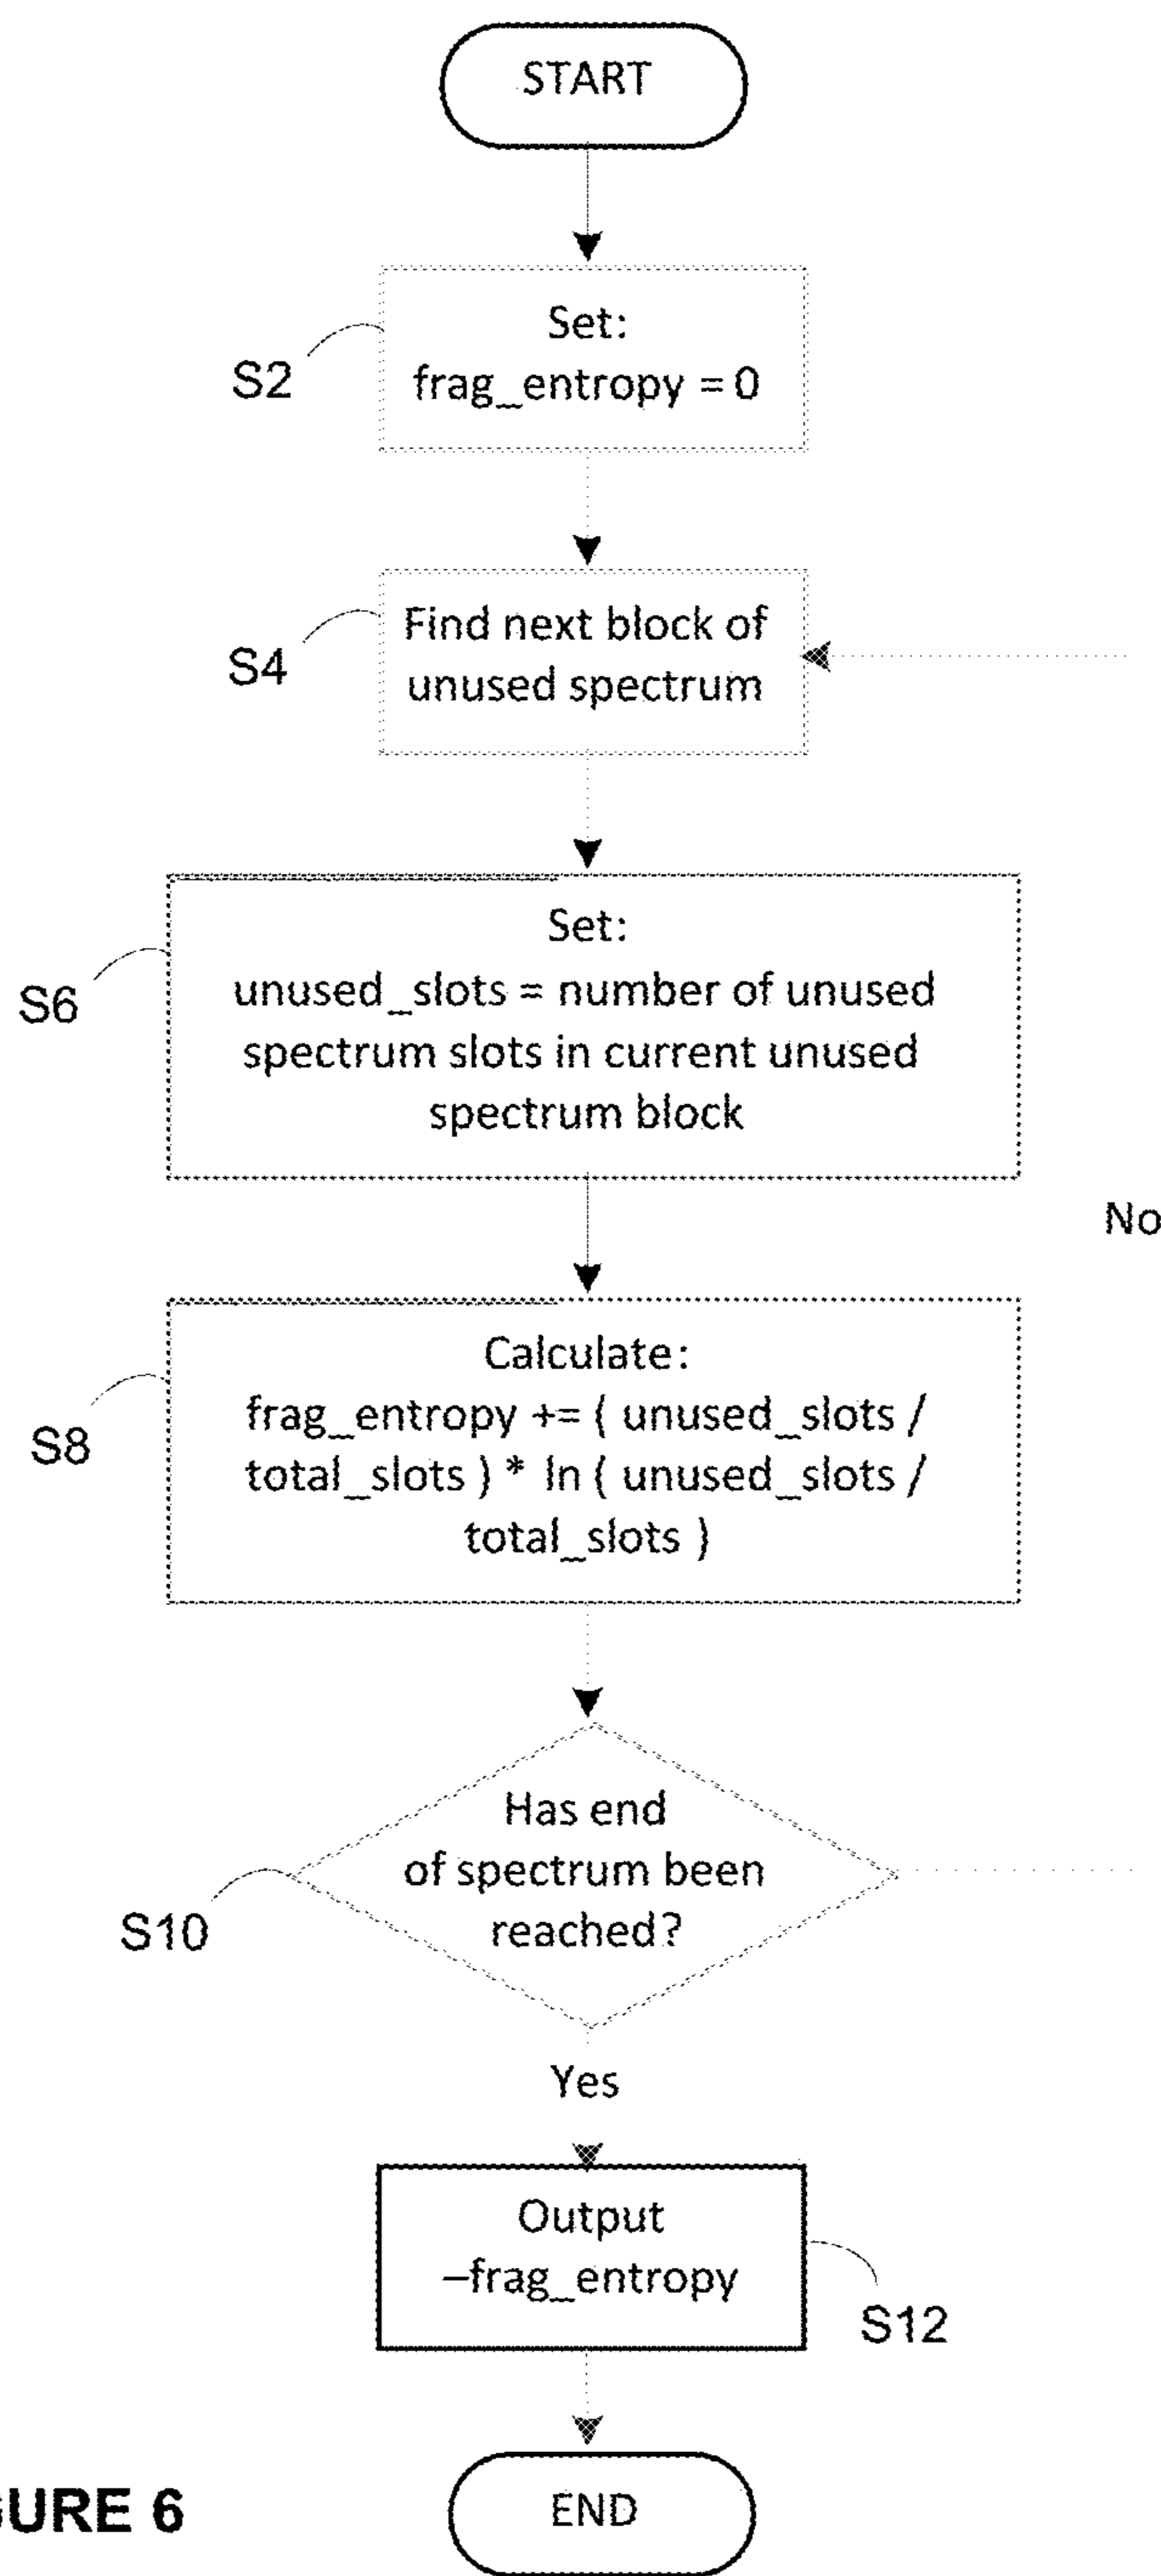 START
Set:
frag_entropy = 0
S2
Find next block of
unused spectrum
S4
Set:
unused_slots = number of unused
spectrum slots in current unused
spectrum block
S6
No
Calculate:
frag_entropy += ( unused_slots /
total_slots ) * ln ( unused_slots /
total_slots )
S8
Has end
of spectrum been
reached?
S10
Yes
Output
–frag_entropy
S12
END
GURE 6